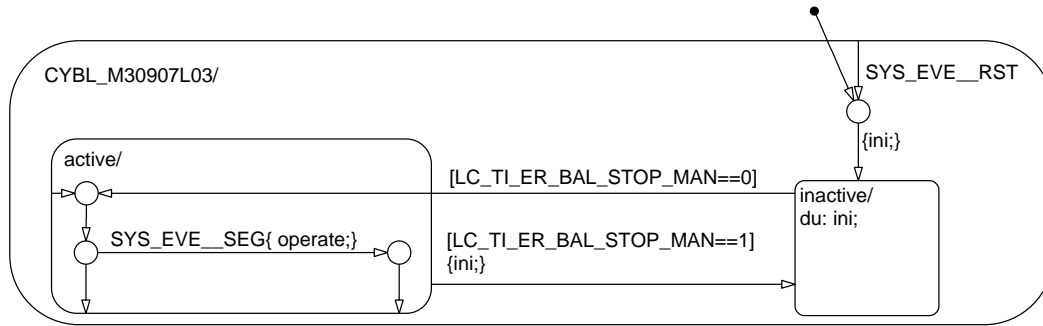 CYBL_M30907L03/
SYS_EVE__RST
{ini;}
active/
[LC_TI_ER_BAL_STOP_MAN==0]
inactive/
du: ini;
SYS_EVE__SEG{ operate;}
[LC_TI_ER_BAL_STOP_MAN==1]
{ini;}